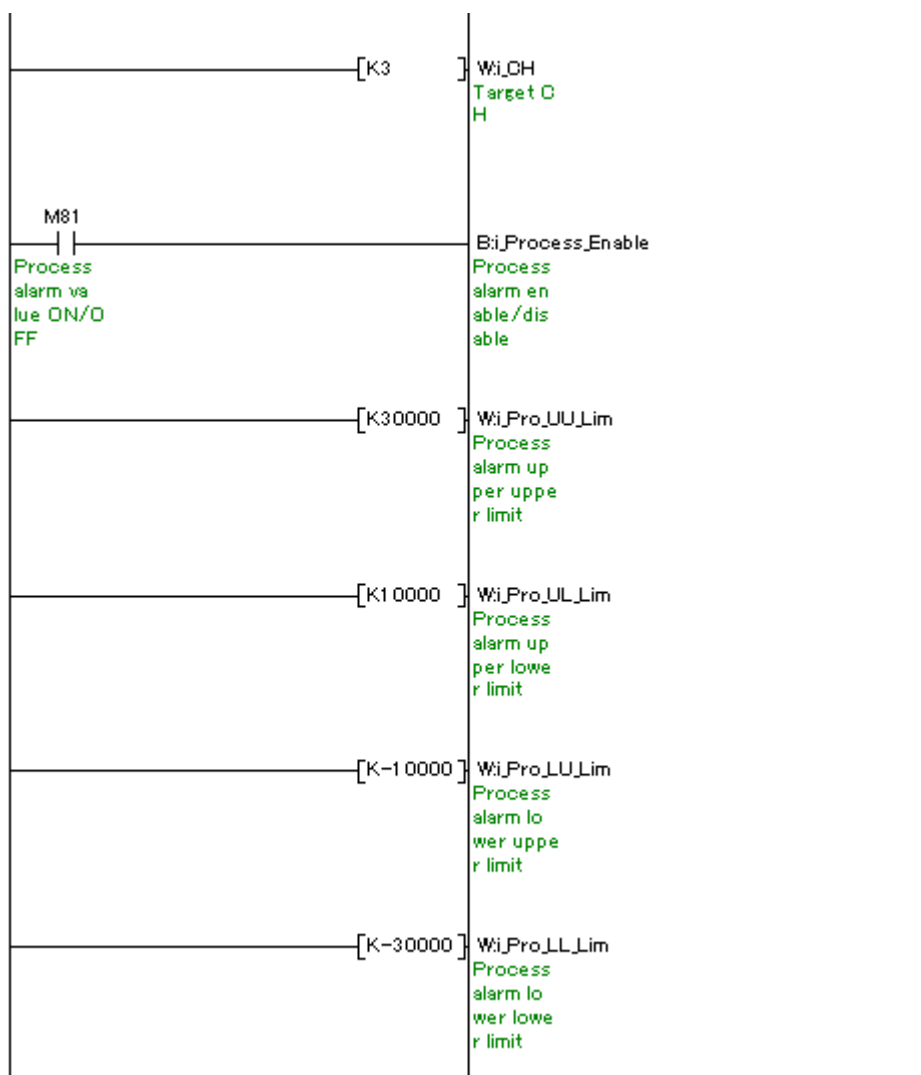 [K3 ] W:i_CH
Target C
H
M81
B:i_Process_Enable
Process
alarm va
lue ON/O
FF
Process
alarm en
able/dis
able
[K30000 ] W:i_Pro_UU_Lim
Process
alarm up
per uppe
r limit
[K10000 ] W:i_Pro_UL_Lim
Process
alarm up
per lowe
r limit
[K-10000 ] W:i_Pro_LU_Lim
Process
alarm lo
wer uppe
r limit
[K-30000 ] W:i_Pro_LL_Lim
Process
alarm lo
wer lowe
r limit